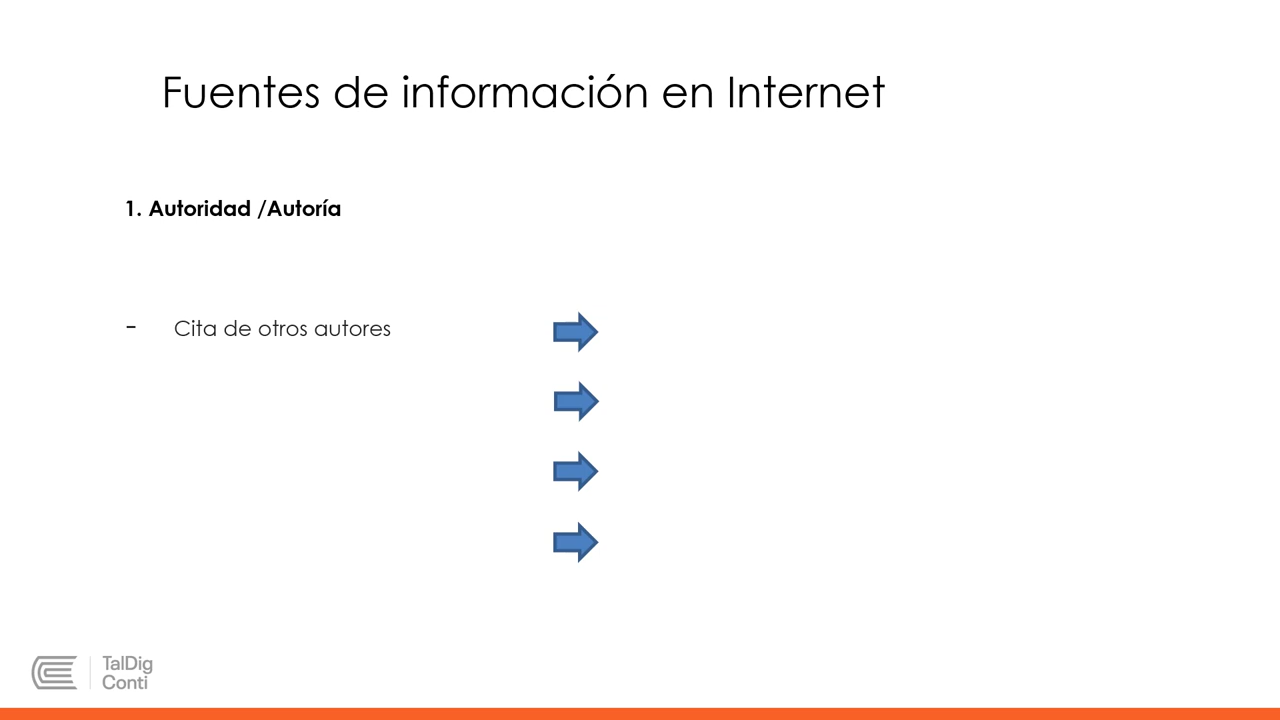 Fuentes de información en Internet
1. Autoridad /Autoría
- Cita de otros autores
TalDig
Conti